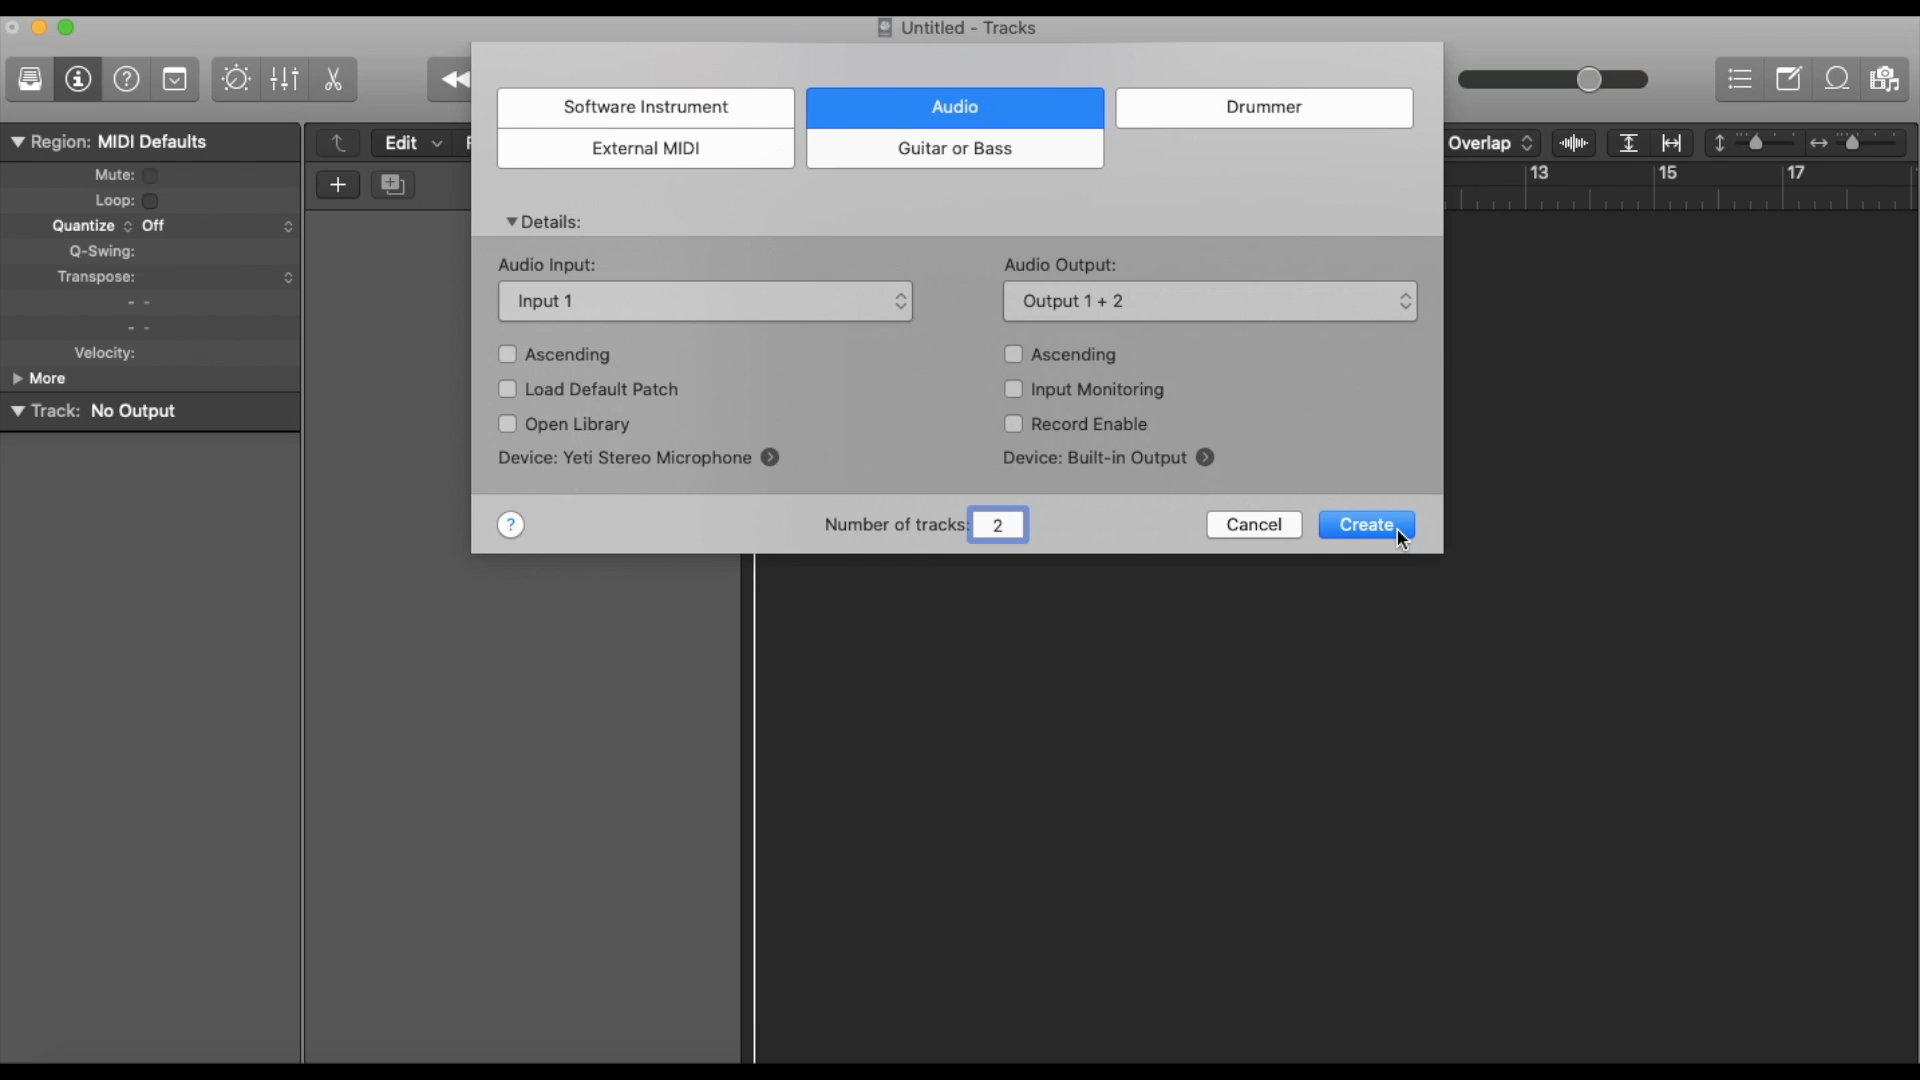 Untitled - Tracks
Software Instrument
Audio
Drummer
External MIDI
Guitar or Bass
Region: MIDI Defaults
Edit
Overlap
Mute:
Loop:
Quantize Off
Q-Swing:
Transpose:
- -
- -
Velocity:
More
Track: No Output
13 15 17
Details:
Audio Input:
Audio Output:
Input 1
Output 1 + 2
Ascending
Ascending
Load Default Patch
Input Monitoring
Open Library
Record Enable
Device: Yeti Stereo Microphone
Device: Built-in Output
?
Number of tracks: 2
Cancel
Create